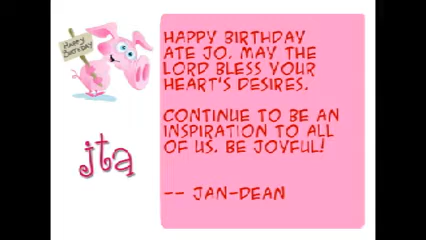 Happy Birthday
HAPPY BIRTHDAY
ATE JO. MAY THE
LORD BLESS YOUR
HEART'S DESIRES.
CONTINUE TO BE AN
INSPIRATION TO ALL
OF US. BE JOYFUL!
jta
-- JAN-DEAN